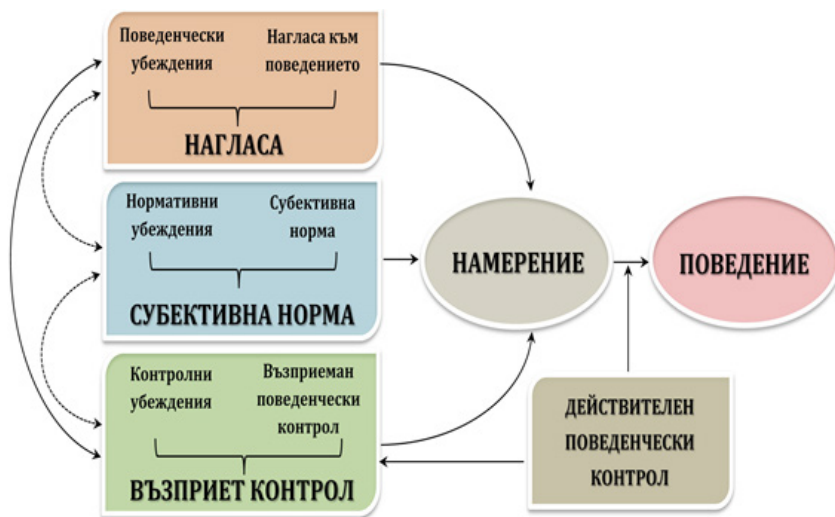 Поведенчески
убеждения
Нагласа към
поведението
НАГЛАСА
Нормативни
убеждения
Субективна
норма
СУБЕКТИВНА НОРМА
Контролни
убеждения
Възприеман
поведенчески
контрол
ВЪЗПРИЕТ КОНТРОЛ
НАМЕРЕНИЕ
ПОВЕДЕНИЕ
ДЕЙСТВИТЕЛЕН
ПОВЕДЕНЧЕСКИ
КОНТРОЛ